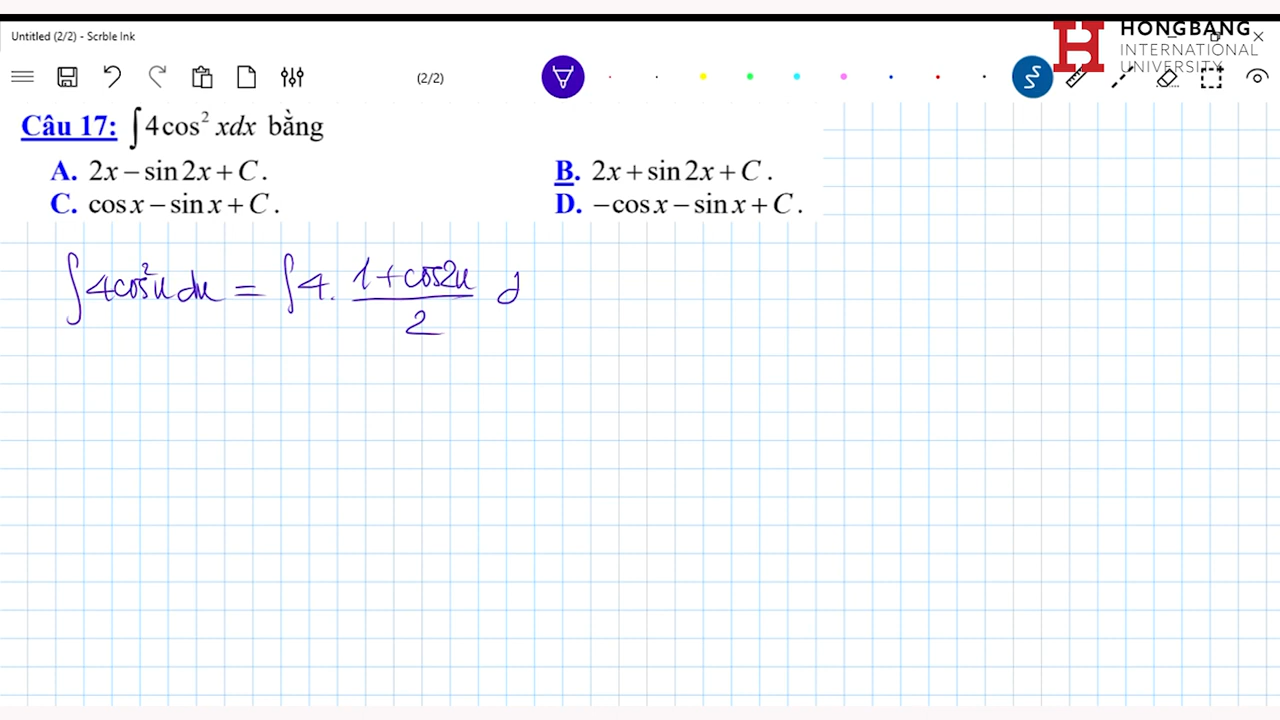 Untitled (2/2) - Scrble Ink
HONGBANG
INTERNATIONAL
UNIVERSITY
(2/2)
Câu 17: ∫4cos² xdx bằng
A. 2x − sin 2x + C.
B. 2x + sin 2x + C.
C. cos x − sin x + C.
D. −cos x − sin x + C.
∫4cos²x dx = ∫4. (1+cos2x)/2 d